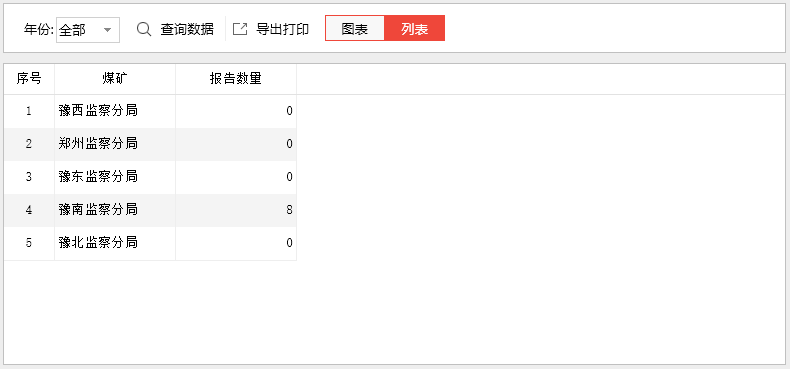 年份: 全部 查询数据 导出打印 图表 列表
序号 煤矿 报告数量
1 豫西监察分局 0
2 郑州监察分局 0
3 豫东监察分局 0
4 豫南监察分局 8
5 豫北监察分局 0